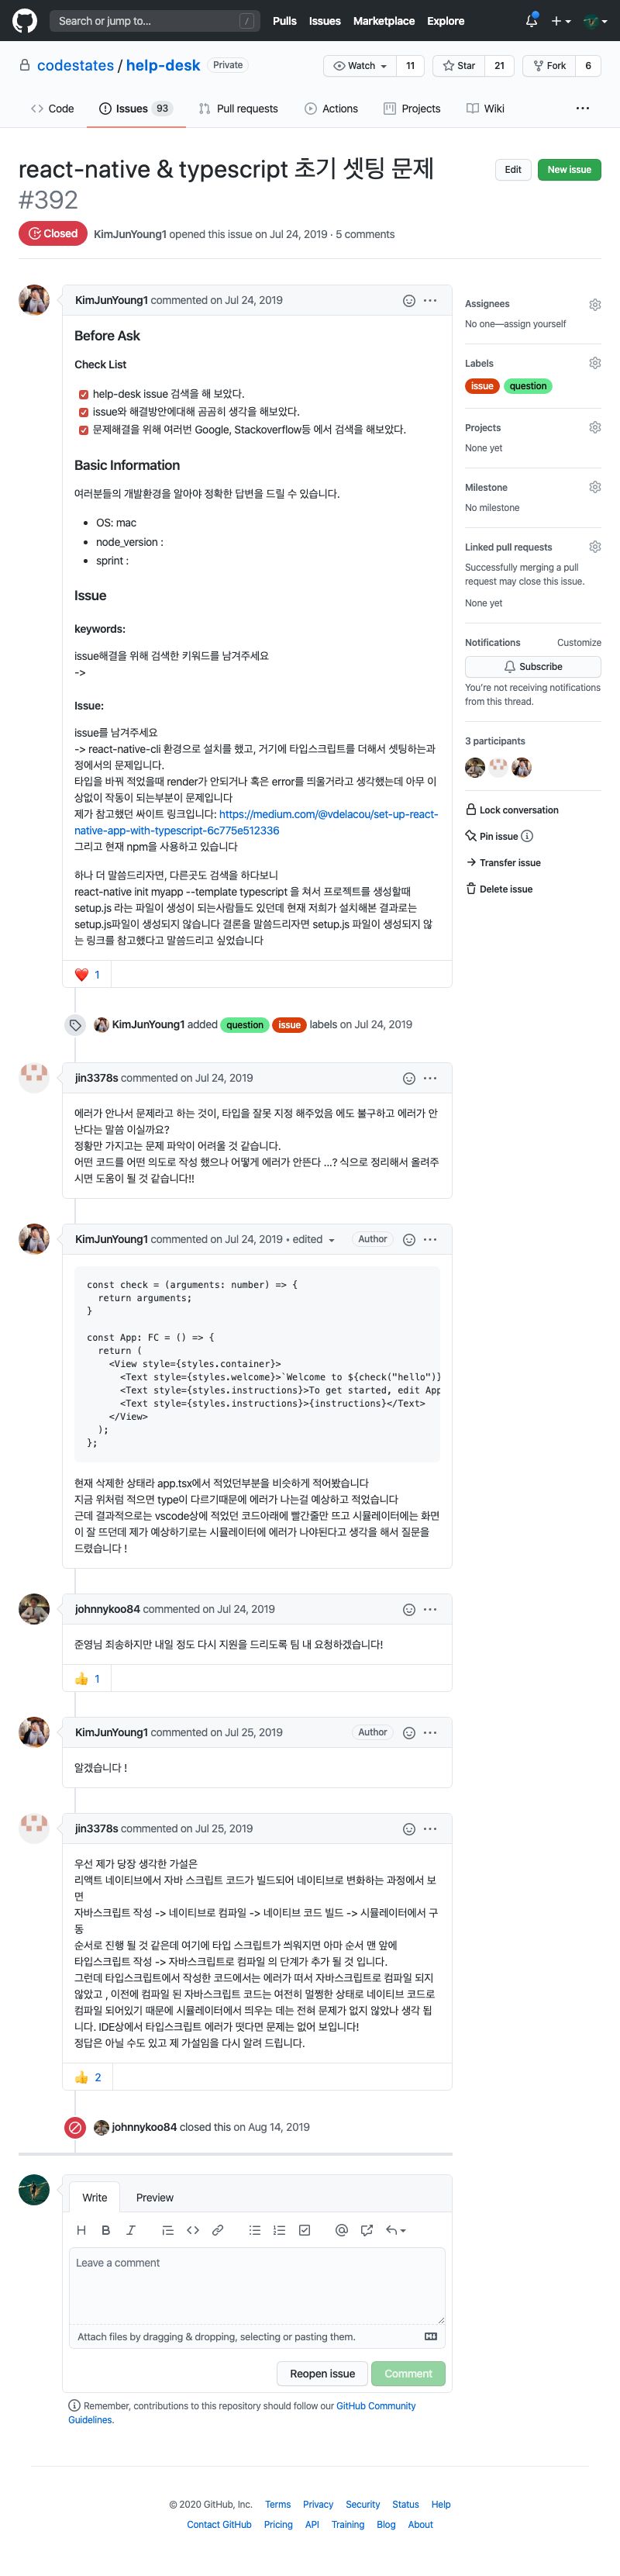 Search or jump to... /
Pulls Issues Marketplace Explore
codestates / help-desk Private
Watch 11 Star 21 Fork 6
Code Issues 93 Pull requests Actions Projects Wiki
react-native & typescript 초기 셋팅 문제
#392
Edit New issue
Closed KimJunYoung1 opened this issue on Jul 24, 2019 · 5 comments
KimJunYoung1 commented on Jul 24, 2019
Before Ask
Check List
help-desk issue 검색을 해 보았다.
issue와 해결방안에대해 곰곰히 생각을 해보았다.
문제해결을 위해 여러번 Google, Stackoverflow등 에서 검색을 해보았다.
Basic Information
여러분들의 개발환경을 알아야 정확한 답변을 드릴 수 있습니다.
• OS: mac
• node_version :
• sprint :
Issue
keywords:
issue해결을 위해 검색한 키워드를 남겨주세요
->
Issue:
issue를 남겨주세요
-> react-native-cli 환경으로 설치를 했고, 거기에 타입스크립트를 더해서 셋팅하는과
정에서의 문제입니다.
타입을 바꿔 적었을때 render가 안되거나 혹은 error를 띄울거라고 생각했는데 아무 이
상없이 작동이 되는부분이 문제입니다
제가 참고했던 싸이트 링크입니다: https://medium.com/@vdelacou/set-up-react-
native-app-with-typescript-6c775e512336
그리고 현재 npm을 사용하고 있습니다
하나 더 말씀드리자면, 다른곳도 검색을 하다보니
react-native init myapp --template typescript 을 쳐서 프로젝트를 생성할때
setup.js 라는 파일이 생성이 되는사람들도 있던데 현재 저희가 설치해본 결과로는
setup.js파일이 생성되지 않습니다 결론을 말씀드리자면 setup.js 파일이 생성되지 않
는 링크를 참고했다고 말씀드리고 싶었습니다
1
Assignees
No one—assign yourself
Labels
issue question
Projects
None yet
Milestone
No milestone
Linked pull requests
Successfully merging a pull
request may close this issue.
None yet
Notifications Customize
Subscribe
You're not receiving notifications
from this thread.
3 participants
Lock conversation
Pin issue
Transfer issue
Delete issue
KimJunYoung1 added question issue labels on Jul 24, 2019
jin3378s commented on Jul 24, 2019
에러가 안나서 문제라고 하는 것이, 타입을 잘못 지정 해주었음 에도 불구하고 에러가 안
난다는 말씀 이실까요?
정황만 가지고는 문제 파악이 어려울 것 같습니다.
어떤 코드를 어떤 의도로 작성 했으나 어떻게 에러가 안뜬다 ...? 식으로 정리해서 올려주
시면 도움이 될 것 같습니다!!
KimJunYoung1 commented on Jul 24, 2019 • edited Author
const check = (arguments: number) => {
return arguments;
}
const App: FC = () => {
return (
<View style={styles.container}>
<Text style={styles.welcome}>`Welcome to ${check("hello")}
<Text style={styles.instructions}>To get started, edit App
<Text style={styles.instructions}>{instructions}</Text>
</View>
);
};
현재 삭제한 상태라 app.tsx에서 적었던부분을 비슷하게 적어봤습니다
지금 위처럼 적으면 type이 다르기때문에 에러가 나는걸 예상하고 적었습니다
근데 결과적으로는 vscode상에 적었던 코드아래에 빨간줄만 뜨고 시뮬레이터에는 화면
이 잘 뜨던데 제가 예상하기로는 시뮬레이터에 에러가 나야된다고 생각을 해서 질문을
드렸습니다 !
johnnykoo84 commented on Jul 24, 2019
준영님 죄송하지만 내일 정도 다시 지원을 드리도록 팀 내 요청하겠습니다!
1
KimJunYoung1 commented on Jul 25, 2019 Author
알겠습니다 !
jin3378s commented on Jul 25, 2019
우선 제가 당장 생각한 가설은
리액트 네이티브에서 자바 스크립트 코드가 빌드되어 네이티브로 변화하는 과정에서 보
면
자바스크립트 작성 -> 네이티브로 컴파일 -> 네이티브 코드 빌드 -> 시뮬레이터에서 구
동
순서로 진행 될 것 같은데 여기에 타입 스크립트가 씌워지면 아마 순서 맨 앞에
타입스크립트 작성 -> 자바스크립트로 컴파일 의 단계가 추가 될 것 입니다.
그런데 타입스크립트에서 작성한 코드에서는 에러가 떠서 자바스크립트로 컴파일 되지
않았고 , 이전에 컴파일 된 자바스크립트 코드는 여전히 멀쩡한 상태로 네이티브 코드로
컴파일 되어있기 때문에 시뮬레이터에서 띄우는 데는 전혀 문제가 없지 않았나 생각 됩
니다. IDE상에서 타입스크립트 에러가 떳다면 문제는 없어 보입니다!
정답은 아닐 수도 있고 제 가설임을 다시 알려 드립니다.
2
johnnykoo84 closed this on Aug 14, 2019
Write Preview
Leave a comment
Attach files by dragging & dropping, selecting or pasting them.
Reopen issue Comment
Remember, contributions to this repository should follow our GitHub Community
Guidelines.
© 2020 GitHub, Inc. Terms Privacy Security Status Help
Contact GitHub Pricing API Training Blog About